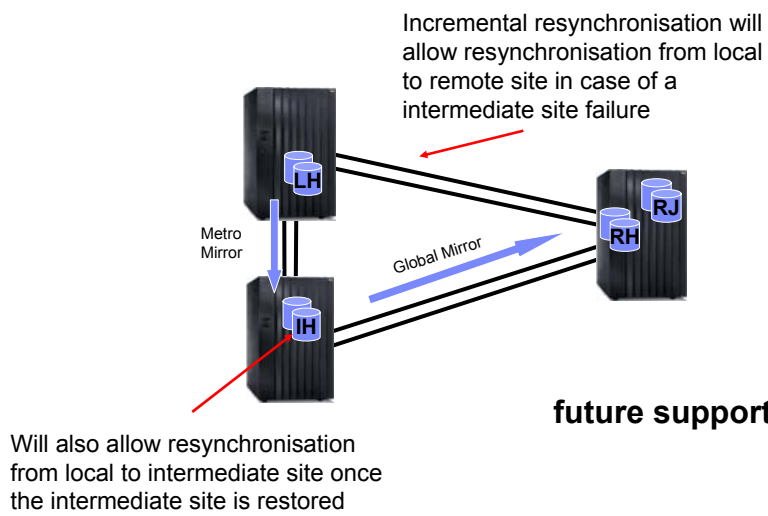 Incremental resynchronisation will
allow resynchronisation from local
to remote site in case of a
intermediate site failure
LH
RJ
RH
Metro
Mirror
Global Mirror
IH
future support
Will also allow resynchronisation
from local to intermediate site once
the intermediate site is restored